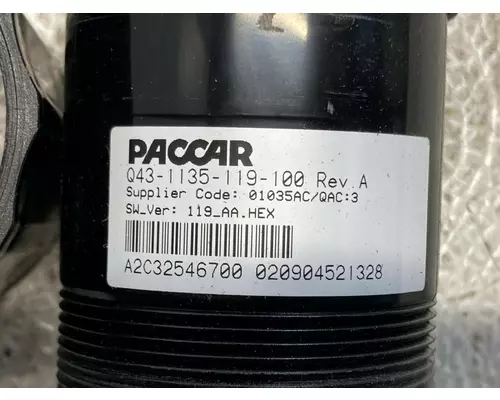 PACCAR
Q43-1135-119-100 Rev.A
Supplier Code: 01035AC/QAC:3
SW_Ver: 119_AA.HEX
A2C32546700 020904521328